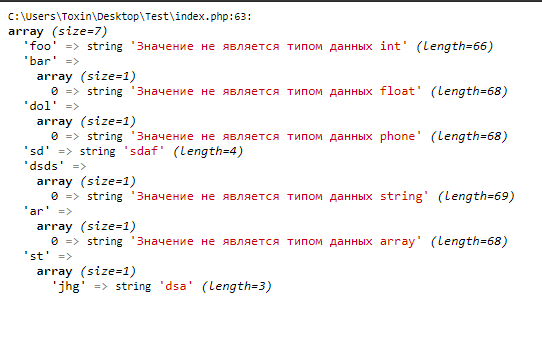 C:\Users\Toxin\Desktop\Test\index.php:63:
array (size=7)
'foo' => string 'Значение не является типом данных int' (length=66)
'bar' =>
array (size=1)
0 => string 'Значение не является типом данных float' (length=68)
'dol' =>
array (size=1)
0 => string 'Значение не является типом данных phone' (length=68)
'sd' => string 'sdaf' (length=4)
'dsds' =>
array (size=1)
0 => string 'Значение не является типом данных string' (length=69)
'ar' =>
array (size=1)
0 => string 'Значение не является типом данных array' (length=68)
'st' =>
array (size=1)
'jhg' => string 'dsa' (length=3)